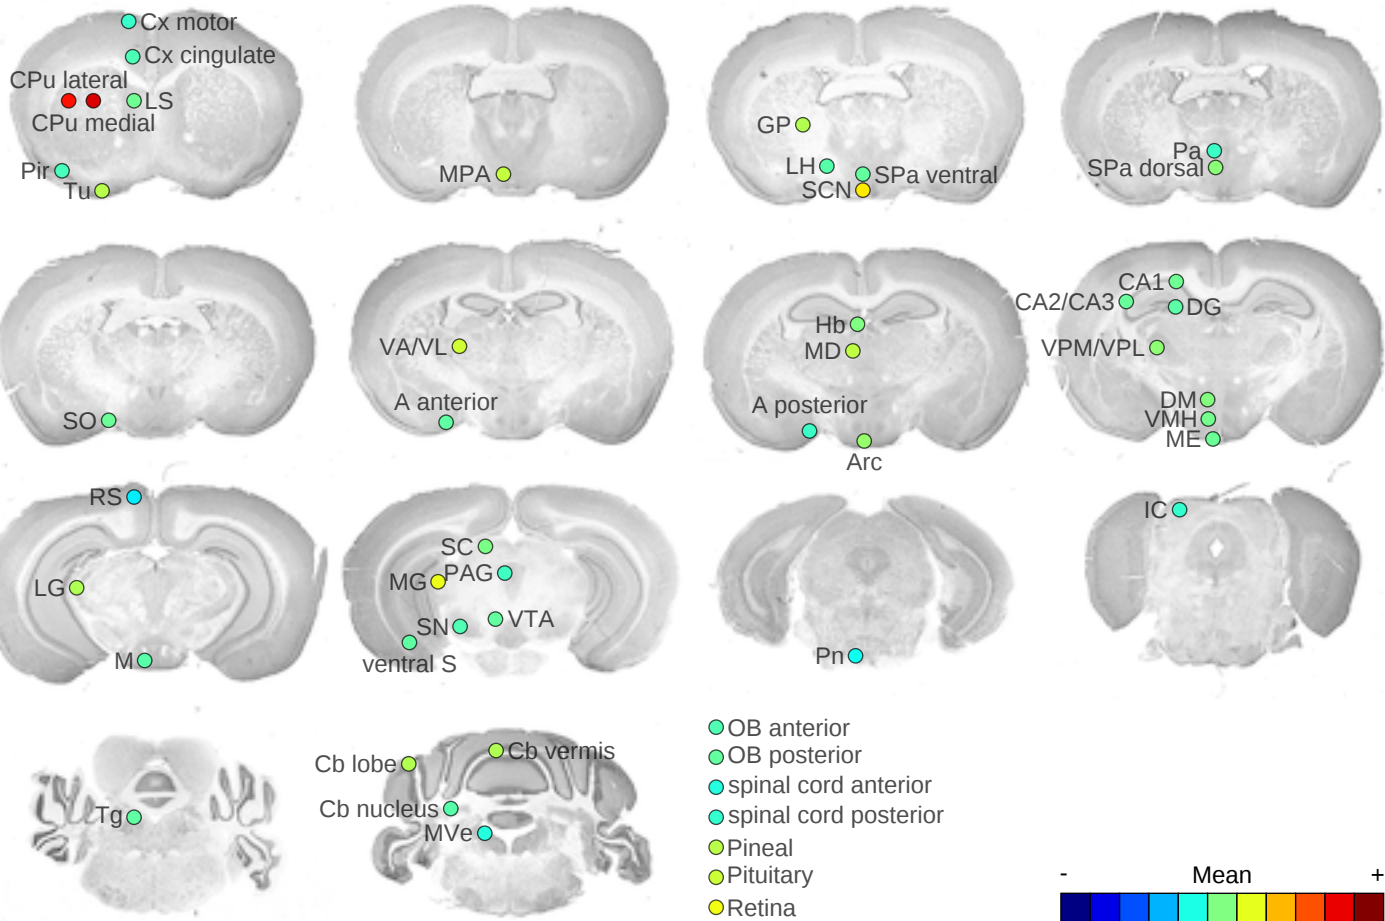 Cx motor
Cx cingulate
CPu lateral
LS
CPu medial
Pir
Tu
MPA
GP
LH
SPa ventral
SCN
Pa
SPa dorsal
SO
VA/VL
A anterior
Hb
MD
A posterior
Arc
CA1
CA2/CA3
DG
VPM/VPL
DM
VMH
ME
RS
LG
M
SC
MG
PAG
SN
VTA
ventral S
Pn
IC
Tg
Cb lobe
Cb vermis
Cb nucleus
MVe
OB anterior
OB posterior
spinal cord anterior
spinal cord posterior
Pineal
Pituitary
Retina
- Mean +